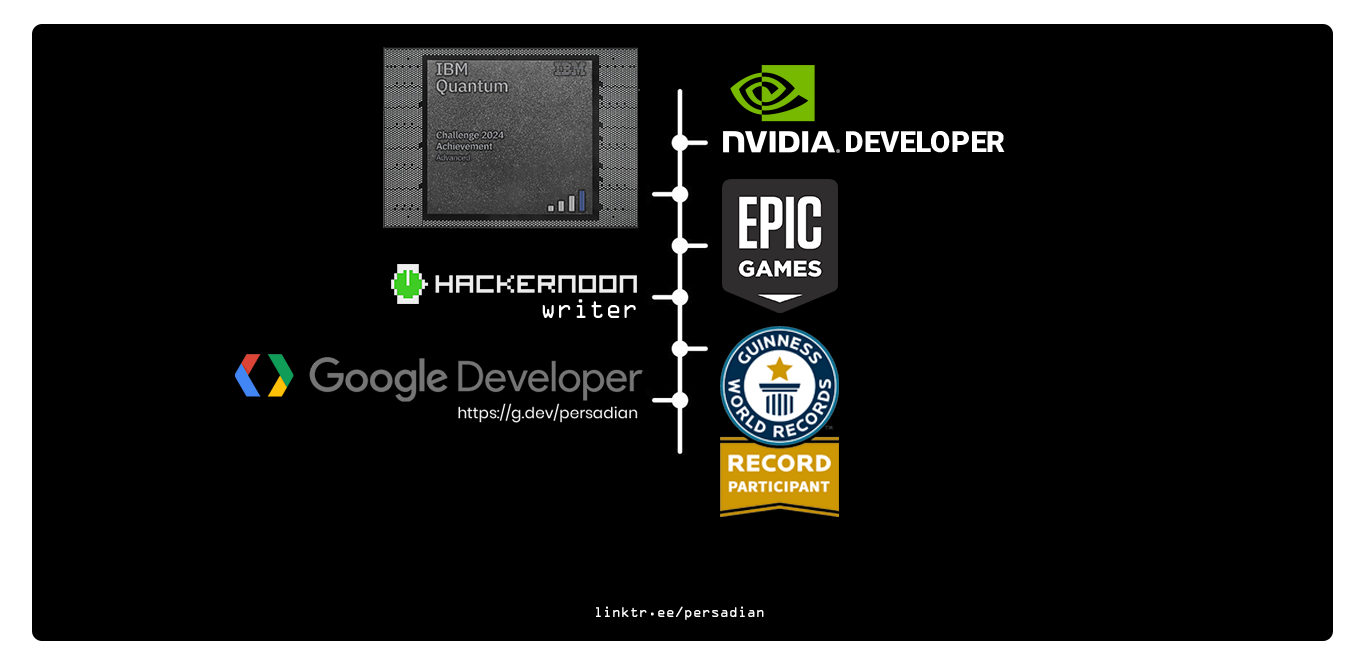 IBM
Quantum
IBM
Challenge 2024
Achievement
Advanced
NVIDIA. DEVELOPER
EPIC
GAMES
HACKERNOON
writer
GUINNESS
WORLD RECORDS
TM
RECORD
PARTICIPANT
Google Developer
https://g.dev/persadian
linktr.ee/persadian